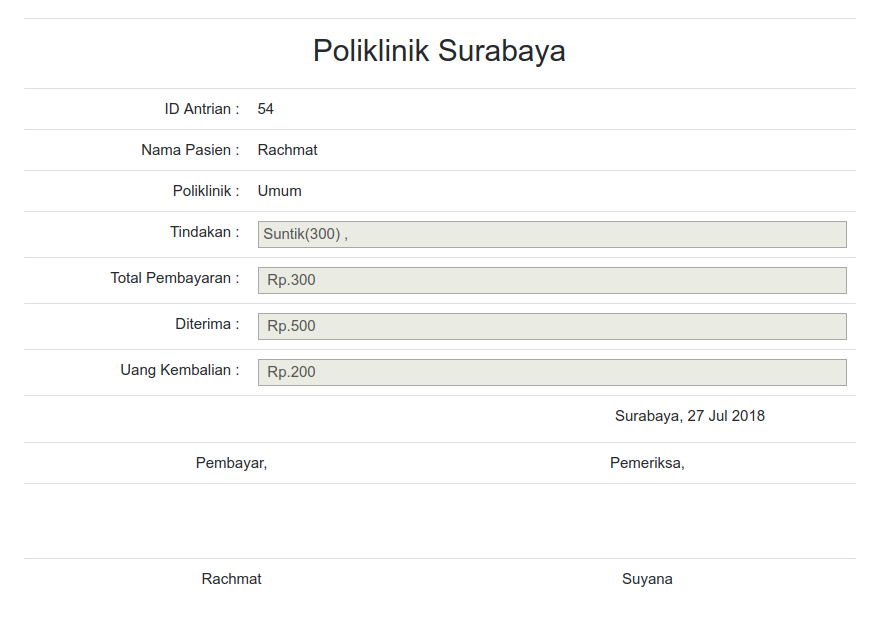 Poliklinik Surabaya
ID Antrian : 54
Nama Pasien : Rachmat
Poliklinik : Umum
Tindakan : Suntik(300) ,
Total Pembayaran : Rp.300
Diterima : Rp.500
Uang Kembalian : Rp.200
Surabaya, 27 Jul 2018
Pembayar, Pemeriksa,
Rachmat Suyana